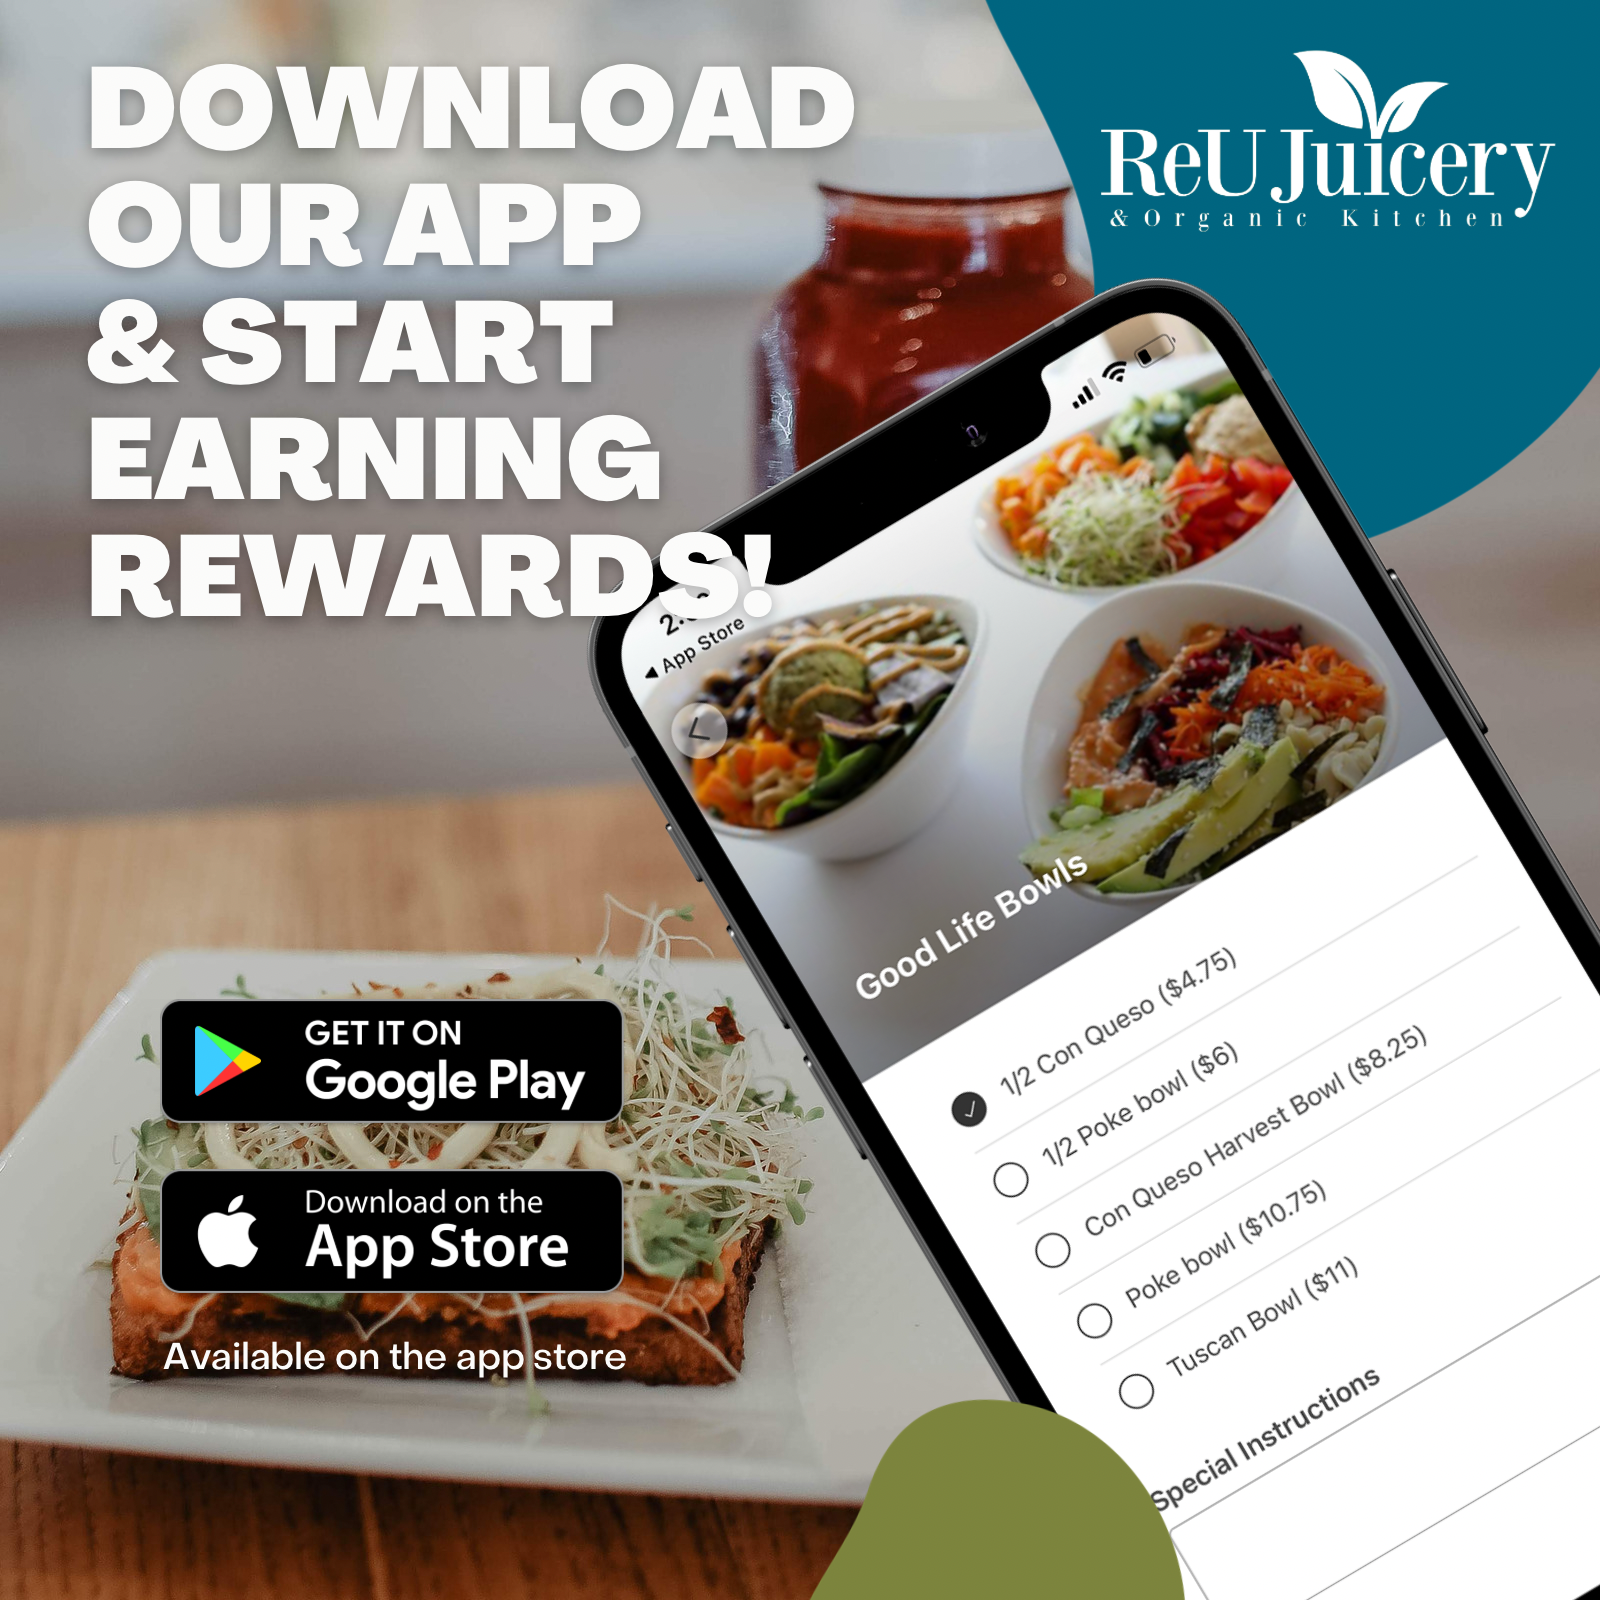 DOWNLOAD
OUR APP
& START
EARNING
REWARDS!
ReU Juicery
& Organic Kitchen
App Store
Good Life Bowls
1/2 Con Queso ($4.75)
1/2 Poke bowl ($6)
Con Queso Harvest Bowl ($8.25)
Poke bowl ($10.75)
Tuscan Bowl ($11)
Special Instructions
GET IT ON
Google Play
Download on the
App Store
Available on the app store